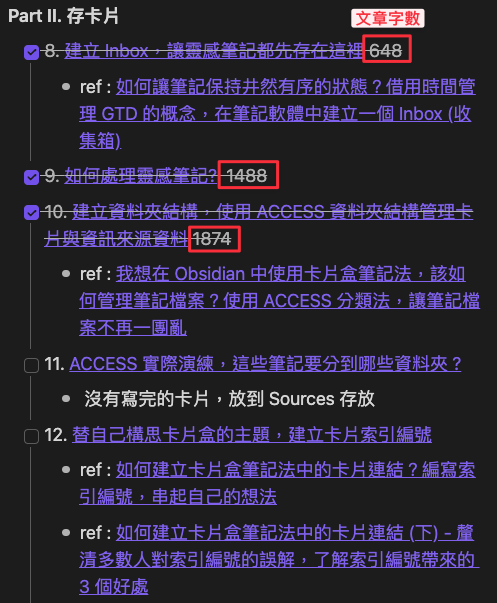 Part II. 存卡片
文章字數
8. 建立 Inbox，讓靈感筆記都先存在這裡 648
ref : 如何讓筆記保持井然有序的狀態？借用時間管
理 GTD 的概念，在筆記軟體中建立一個 Inbox (收
集箱)
9. 如何處理靈感筆記? 1488
10. 建立資料夾結構，使用 ACCESS 資料夾結構管理卡
片與資訊來源資料 1874
ref : 我想在 Obsidian 中使用卡片盒筆記法，該如
何管理筆記檔案？使用 ACCESS 分類法，讓筆記檔
案不再一團亂
11. ACCESS 實際演練，這些筆記要分到哪些資料夾？
沒有寫完的卡片，放到 Sources 存放
12. 替自己構思卡片盒的主題，建立卡片索引編號
ref : 如何建立卡片盒筆記法中的卡片連結？編寫索
引編號，串起自己的想法
ref : 如何建立卡片盒筆記法中的卡片連結 (下) - 釐
清多數人對索引編號的誤解，了解索引編號帶來的
3 個好處